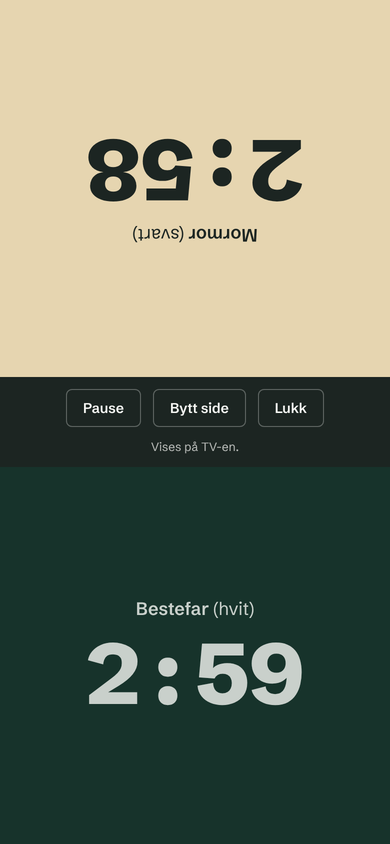 2:58
Mormor (svart)
Pause Bytt side Lukk
Vises på TV-en.
Bestefar (hvit)
2:59